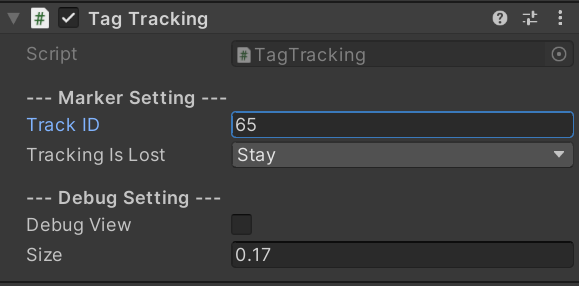 Tag Tracking
Script TagTracking
--- Marker Setting ---
Track ID 65
Tracking Is Lost Stay
--- Debug Setting ---
Debug View
Size 0.17